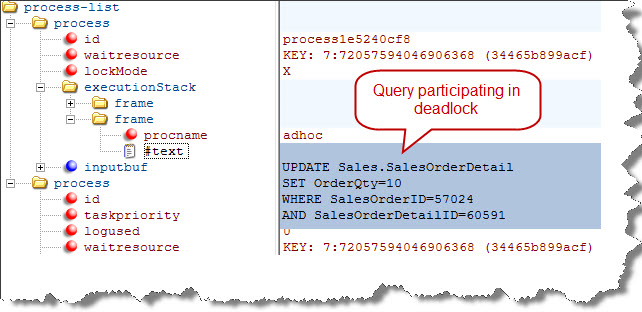 process-list
process
id process1e5240cf8
waitresource KEY: 7:72057594046906368 (34465b899acf)
lockMode X
executionStack
frame
frame
procname adhoc
#text
inputbuf UPDATE Sales.SalesOrderDetail
process SET OrderQty=10
id WHERE SalesOrderID=57024
taskpriority AND SalesOrderDetailID=60591
logused 0
waitresource KEY: 7:72057594046906368 (34465b899acf)
Query participating in
deadlock